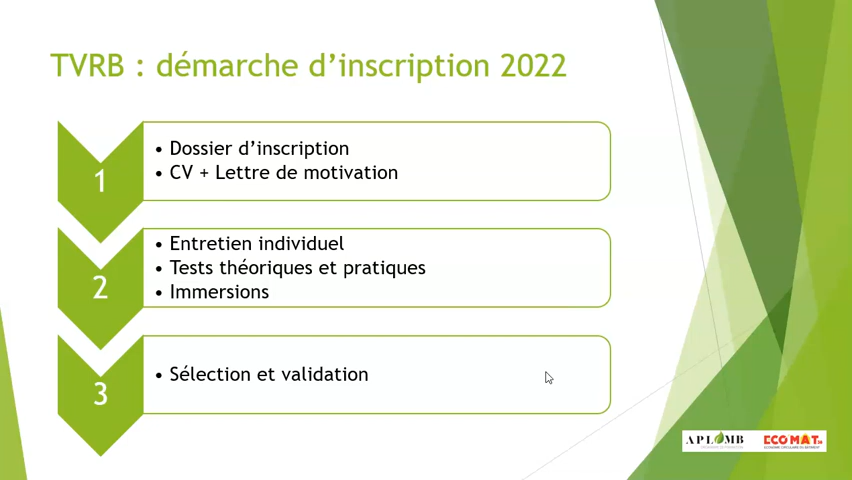 TVRB : démarche d’inscription 2022
1
• Dossier d’inscription
• CV + Lettre de motivation
2
• Entretien individuel
• Tests théoriques et pratiques
• Immersions
3
• Sélection et validation
APLOMB
ECOMAT